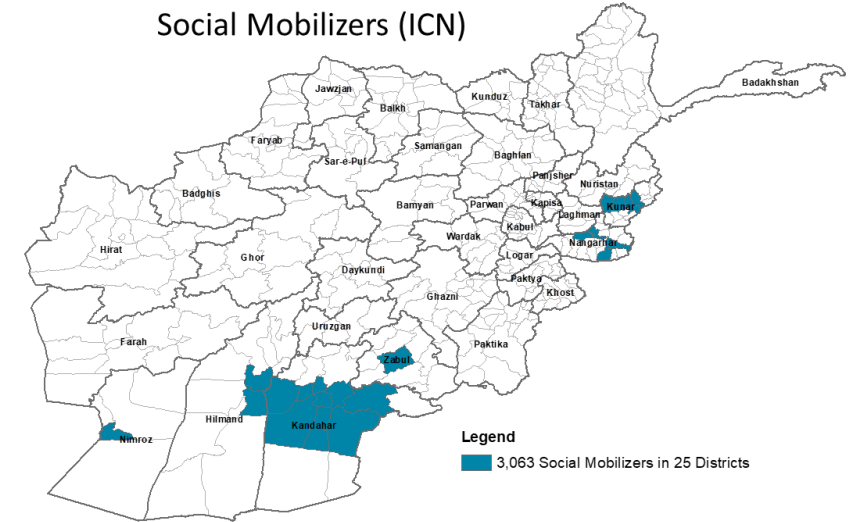 Social Mobilizers (ICN)
Badakhshan
Jawzjan
Kunduz
Takhar
Balkh
Faryab
Samangan
Baghlan
Sar-e-Pul
Panjsher
Nuristan
Badghis
Bamyan
Parwan
Kapisa
Kunar
Laghman
Kabul
Wardak
Nangarhar
Hirat
Ghor
Logar
Daykundi
Paktya
Ghazni
Khost
Uruzgan
Farah
Paktika
Zabul
Hilmand
Kandahar
Nimroz
Legend
3,063 Social Mobilizers in 25 Districts